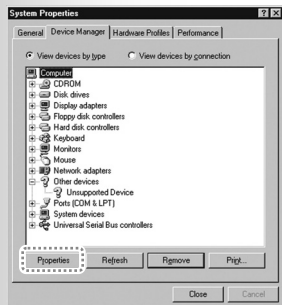 System Properties
General Device Manager Hardware Profiles Performance
View devices by type View devices by connection
Computer
CDROM
Disk drives
Display adapters
Floppy disk controllers
Hard disk controllers
Keyboard
Monitors
Mouse
Network adapters
Other devices
Unsupported Device
Ports (COM & LPT)
System devices
Universal Serial Bus controllers
Properties Refresh Remove Print...
Close Cancel